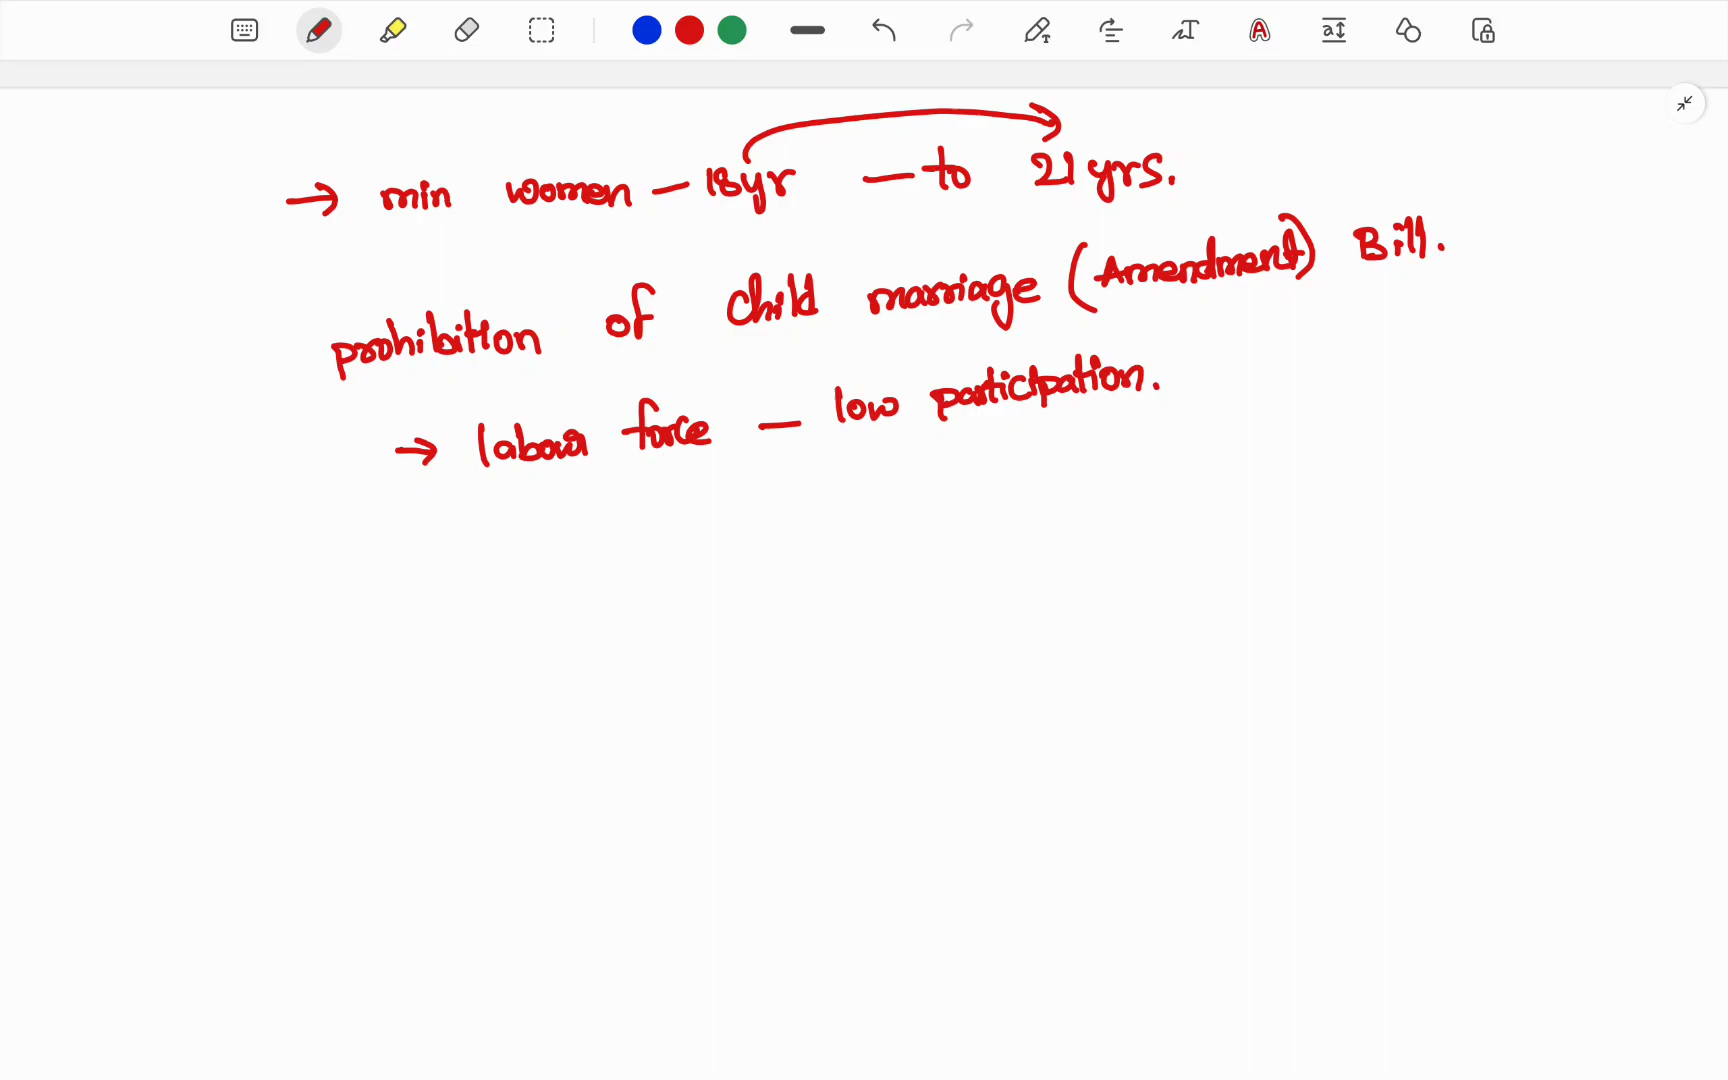 → min women – 18yr – to 21 yrs.
prohibition of child marriage (Amendment) Bill.
→ labour force – low participation.